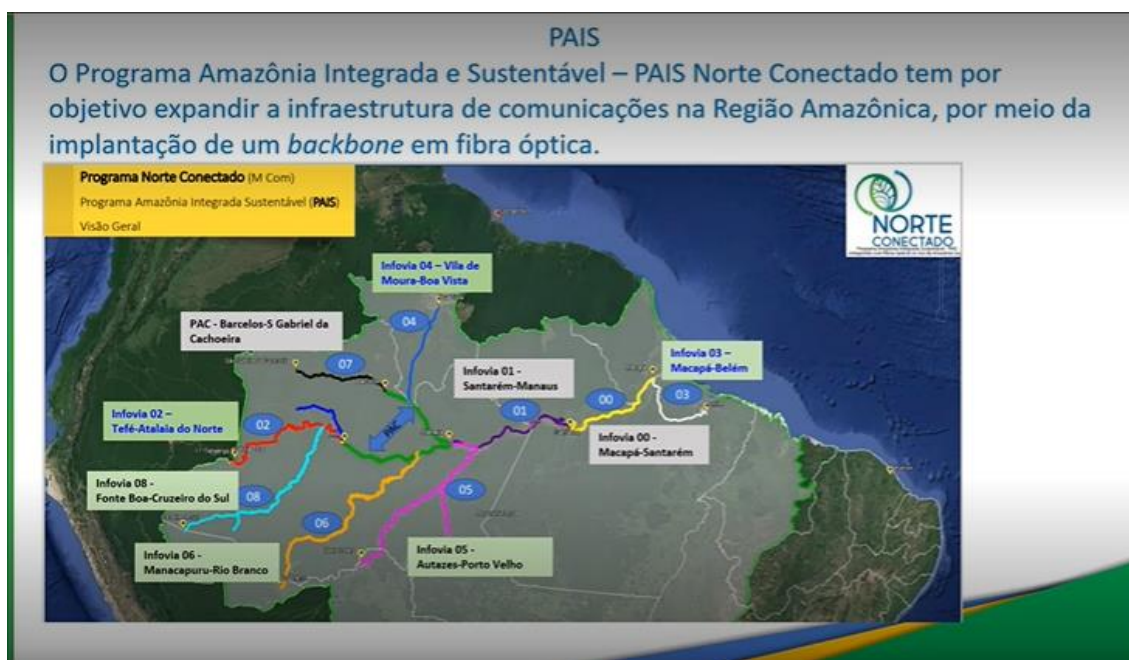 PAIS
O Programa Amazônia Integrada e Sustentável – PAIS Norte Conectado tem por
objetivo expandir a infraestrutura de comunicações na Região Amazônica, por meio da
implantação de um backbone em fibra óptica.
Programa Norte Conectado (M Com)
Programa Amazônia Integrada Sustentável (PAIS)
Visão Geral
NORTE
CONECTADO
Infovia 04 – Vila de
Moura-Boa Vista
04
PAC - Barcelos-S Gabriel da
Cachoeira
07
Infovia 01 -
Santarém-Manaus
01
Infovia 03 –
Macapá-Belém
00
03
Infovia 02 –
Tefé-Atalaia do Norte
02
PAC
Infovia 00 -
Macapá-Santarém
Infovia 08 -
Fonte Boa-Cruzeiro do Sul
08
05
06
Infovia 06 -
Manacapuru-Rio Branco
Infovia 05 -
Autazes-Porto Velho